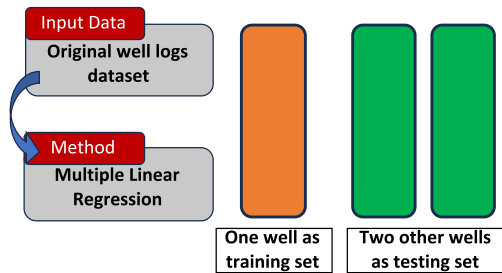 Input Data
Original well logs
dataset
Method
Multiple Linear
Regression
One well as
training set
Two other wells
as testing set